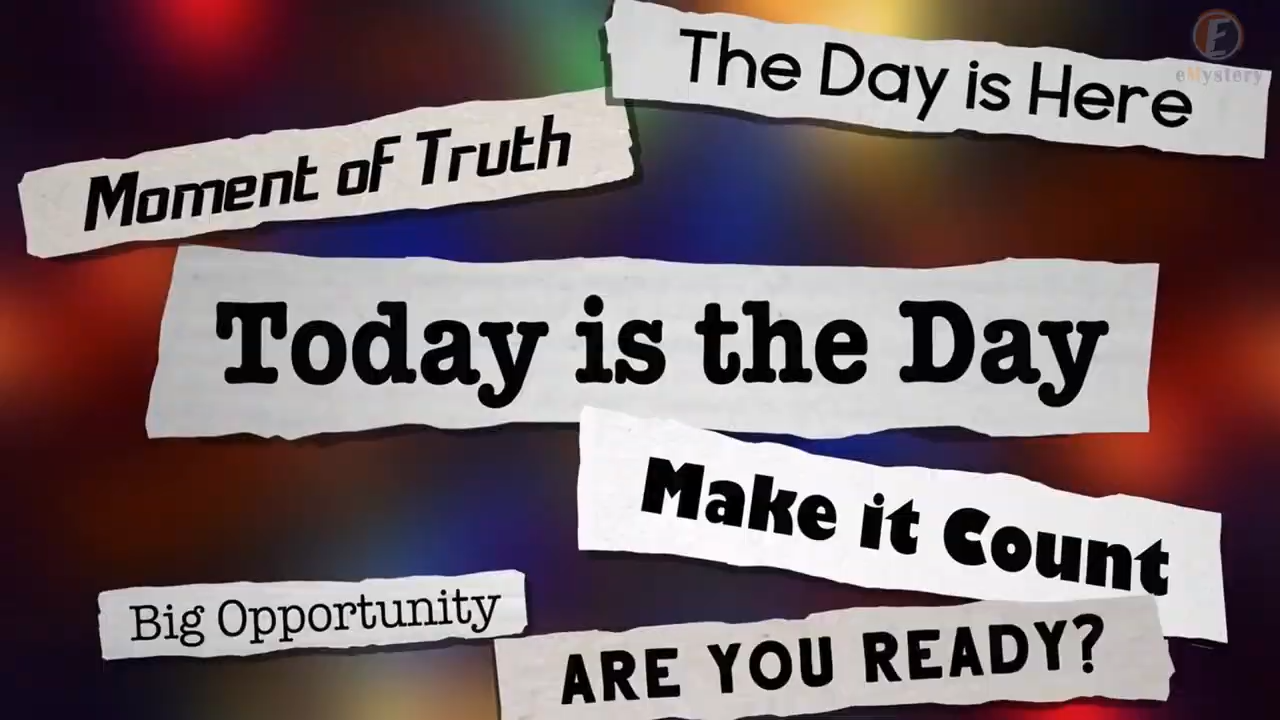 The Day is Here
E
eMystery
Moment of Truth
Today is the Day
Make it Count
Big Opportunity
ARE YOU READY?